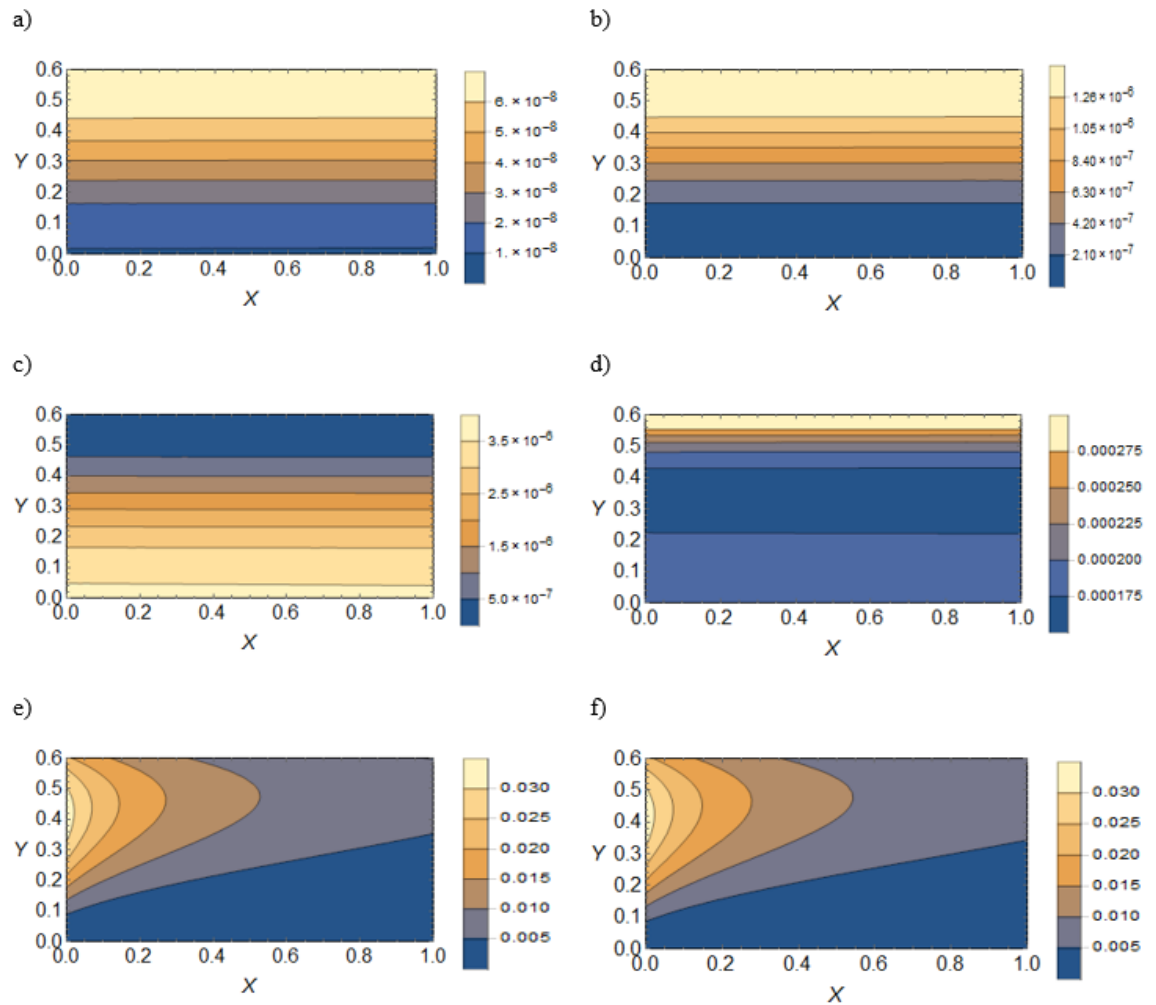 a)
b)
0.6
0.5
0.4
Y 0.3
0.2
0.1
0.0
0.0 0.2 0.4 0.6 0.8 1.0
X
6. × 10⁻⁸
5. × 10⁻⁸
4. × 10⁻⁸
3. × 10⁻⁸
2. × 10⁻⁸
1. × 10⁻⁸
0.6
0.5
0.4
Y 0.3
0.2
0.1
0.0
0.0 0.2 0.4 0.6 0.8 1.0
X
1.26 × 10⁻⁶
1.05 × 10⁻⁶
8.40 × 10⁻⁷
6.30 × 10⁻⁷
4.20 × 10⁻⁷
2.10 × 10⁻⁷
c)
d)
0.6
0.5
0.4
Y 0.3
0.2
0.1
0.0
0.0 0.2 0.4 0.6 0.8 1.0
X
3.5 × 10⁻⁶
2.5 × 10⁻⁶
1.5 × 10⁻⁶
5.0 × 10⁻⁷
0.6
0.5
0.4
Y 0.3
0.2
0.1
0.0
0.0 0.2 0.4 0.6 0.8 1.0
X
0.000275
0.000250
0.000225
0.000200
0.000175
e)
f)
0.6
0.5
0.4
Y 0.3
0.2
0.1
0.0
0.0 0.2 0.4 0.6 0.8 1.0
X
0.030
0.025
0.020
0.015
0.010
0.005
0.6
0.5
0.4
Y 0.3
0.2
0.1
0.0
0.0 0.2 0.4 0.6 0.8 1.0
X
0.030
0.025
0.020
0.015
0.010
0.005